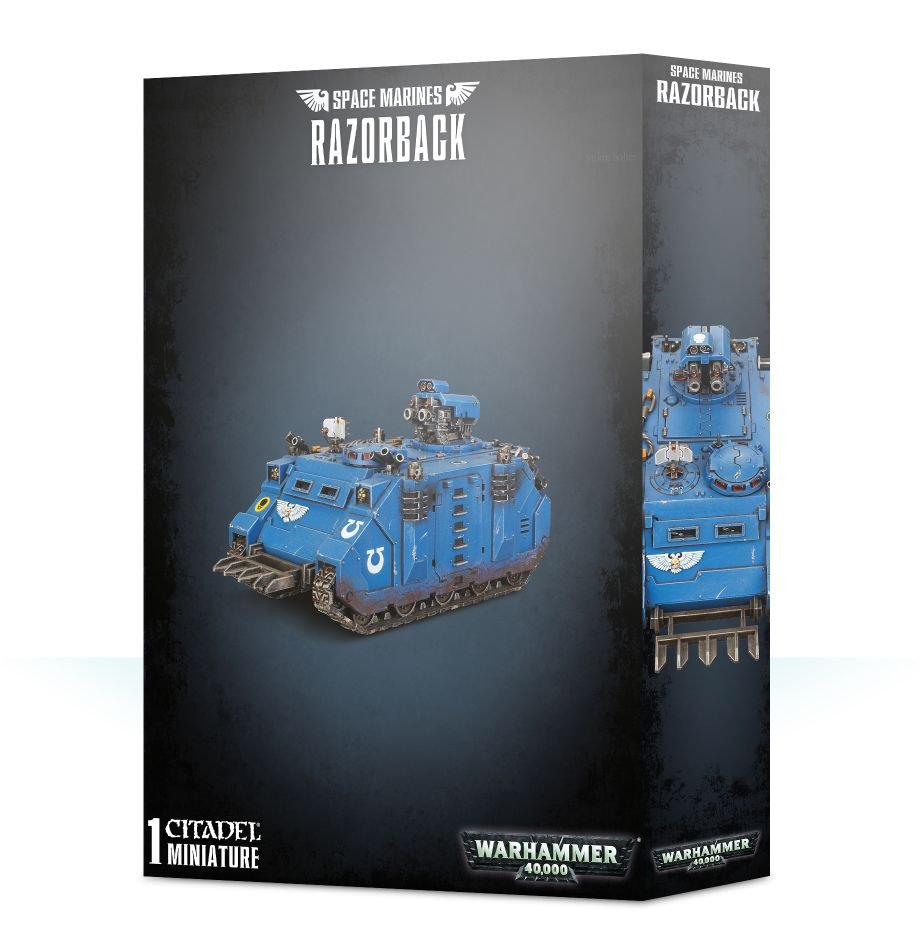 SPACE MARINES
RAZORBACK
1 CITADEL
MINIATURE
WARHAMMER
40,000
SPACE MARINES
RAZORBACK
WARHAMMER
40,000